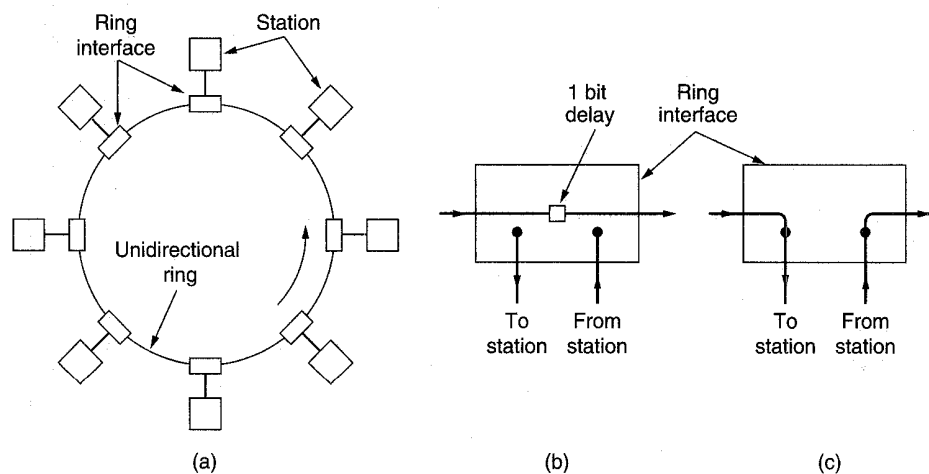 Ring
interface
Station
Unidirectional
ring
(a)
1 bit
delay
Ring
interface
To
station
From
station
(b)
To
station
From
station
(c)